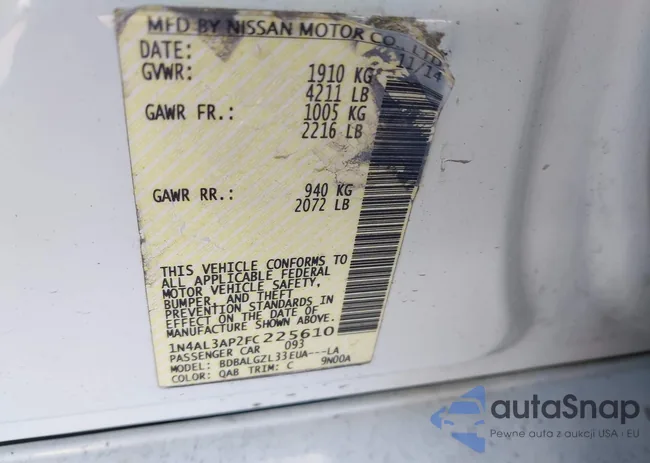 MFD BY NISSAN MOTOR CO., LTD
DATE: 11/14
GVWR: 1910 KG
4211 LB
GAWR FR.: 1005 KG
2216 LB
GAWR RR.: 940 KG
2072 LB
THIS VEHICLE CONFORMS TO
ALL APPLICABLE FEDERAL
MOTOR VEHICLE SAFETY,
BUMPER, AND THEFT
PREVENTION STANDARDS IN
EFFECT ON THE DATE OF
MANUFACTURE SHOWN ABOVE.
1N4AL3AP2FC225610
PASSENGER CAR 093
MODEL: BDBALGZL33EUA---LA
COLOR: QAB TRIM: C 9N00A
autaSnap
Pewne auta z aukcji USA i EU